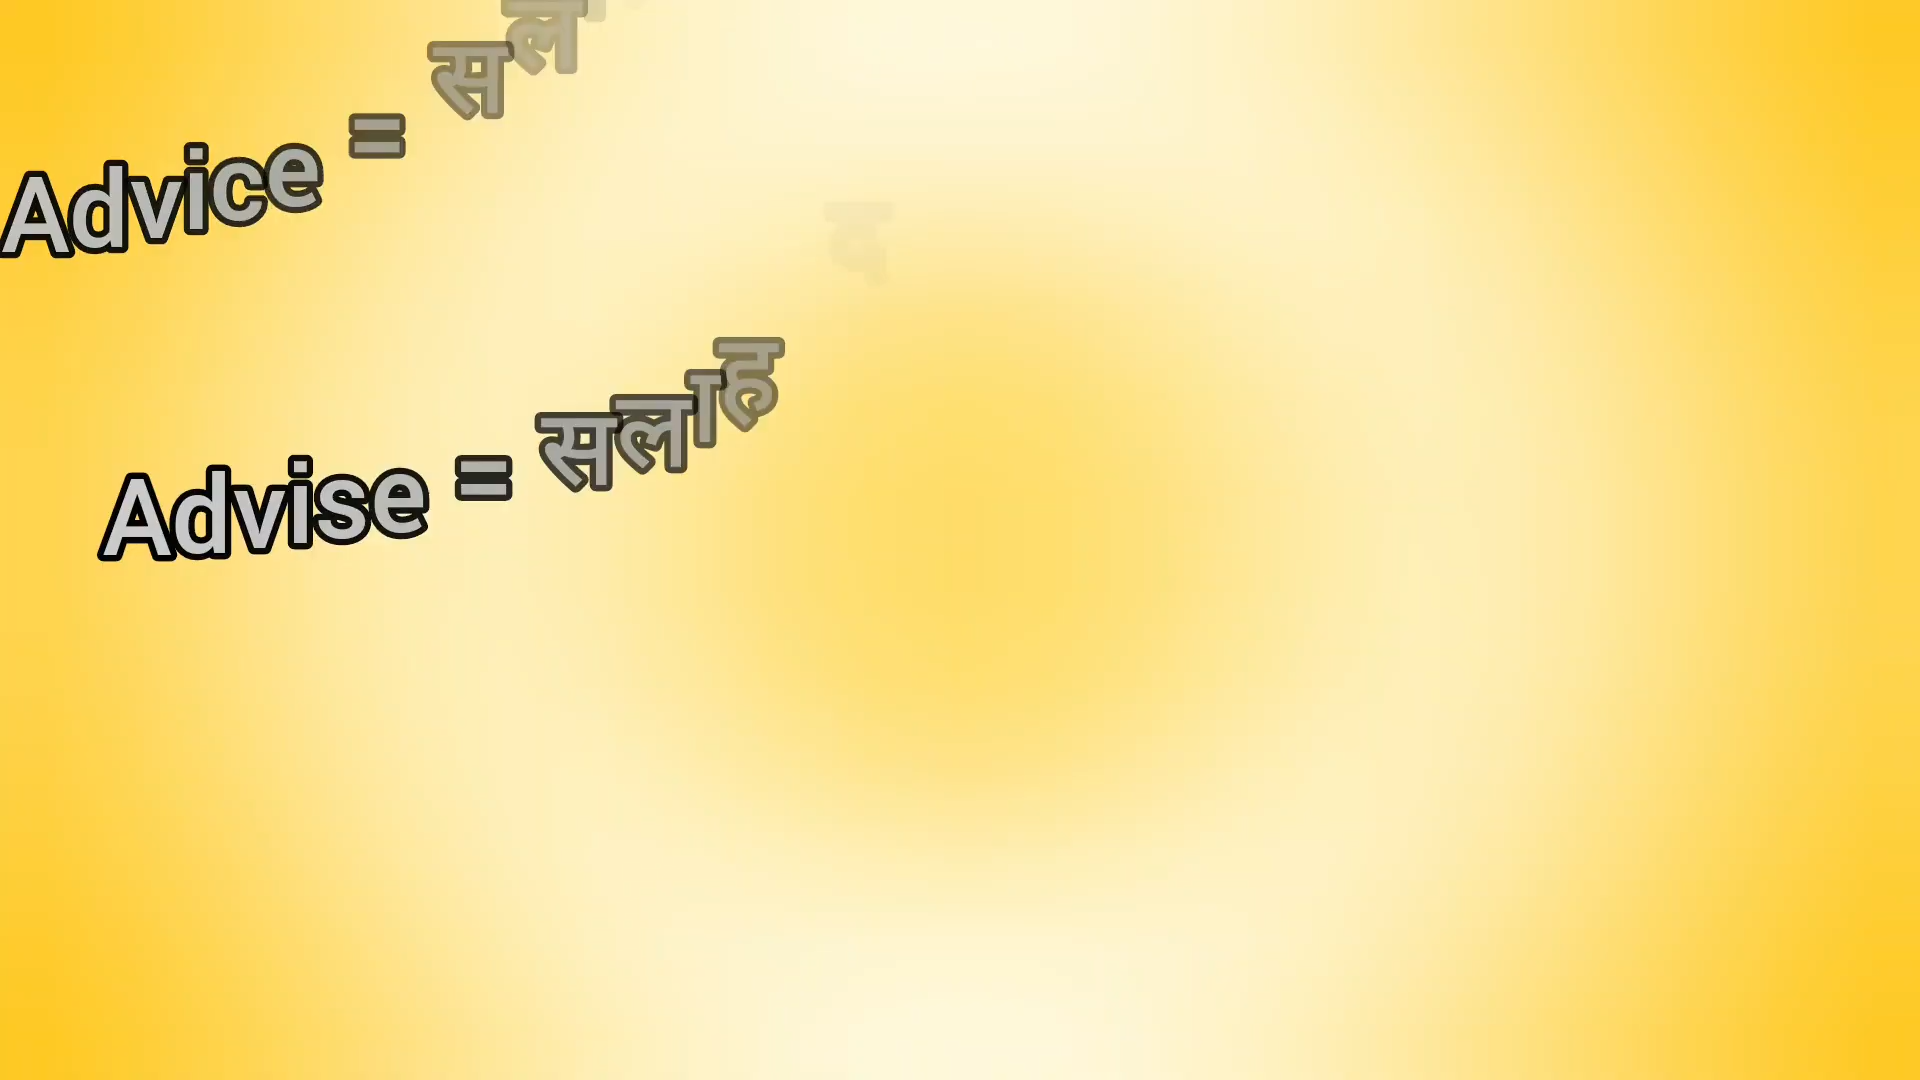 Advice = सल
Advise = सलाह